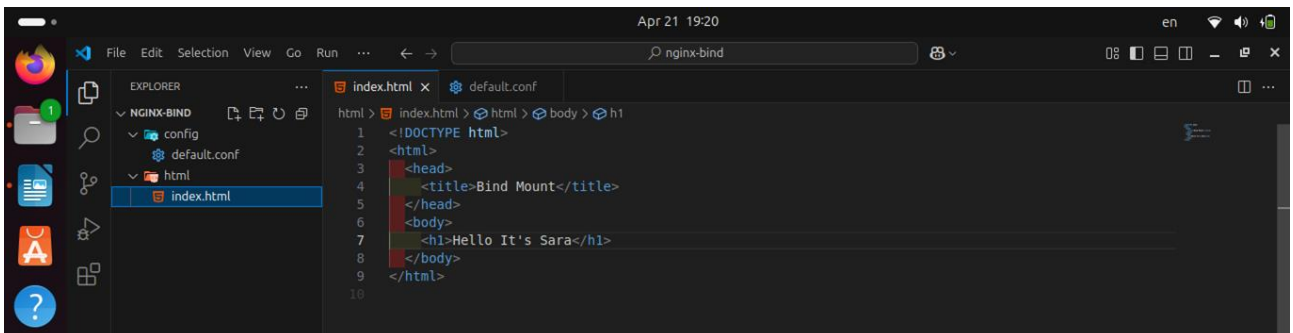 Apr 21 19:20
en
File Edit Selection View Go Run ...
nginx-bind
EXPLORER ...
index.html
default.conf
NGINX-BIND
html > index.html > html > body > h1
config
default.conf
html
index.html
1 <!DOCTYPE html>
2 <html>
3 <head>
4 <title>Bind Mount</title>
5 </head>
6 <body>
7 <h1>Hello It's Sara</h1>
8 </body>
9 </html>
10
1